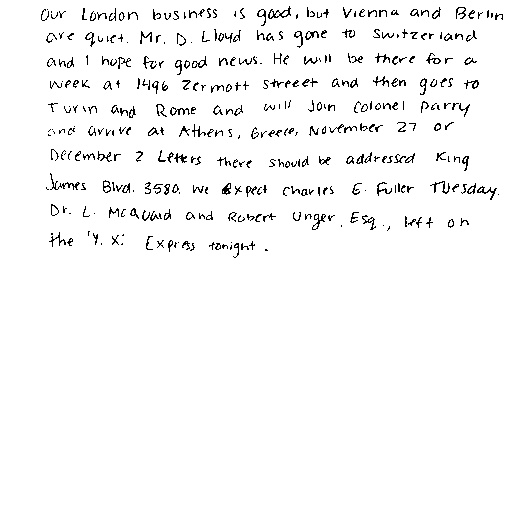 Our London business is good, but Vienna and Berlin
are quiet. Mr. D. Lloyd has gone to Switzerland
and I hope for good news. He will be there for a
week at 1496 Zermott streeet and then goes to
Turin and Rome and will join Colonel Parry
and arrive at Athens, Greece, November 27 or
December 2 Letters there should be addressed King
James Blvd. 3580. We expect Charles E. Fuller Tuesday.
Dr. L. McQuaid and Robert Unger, Esq., left on
the "Y. X." Express tonight.